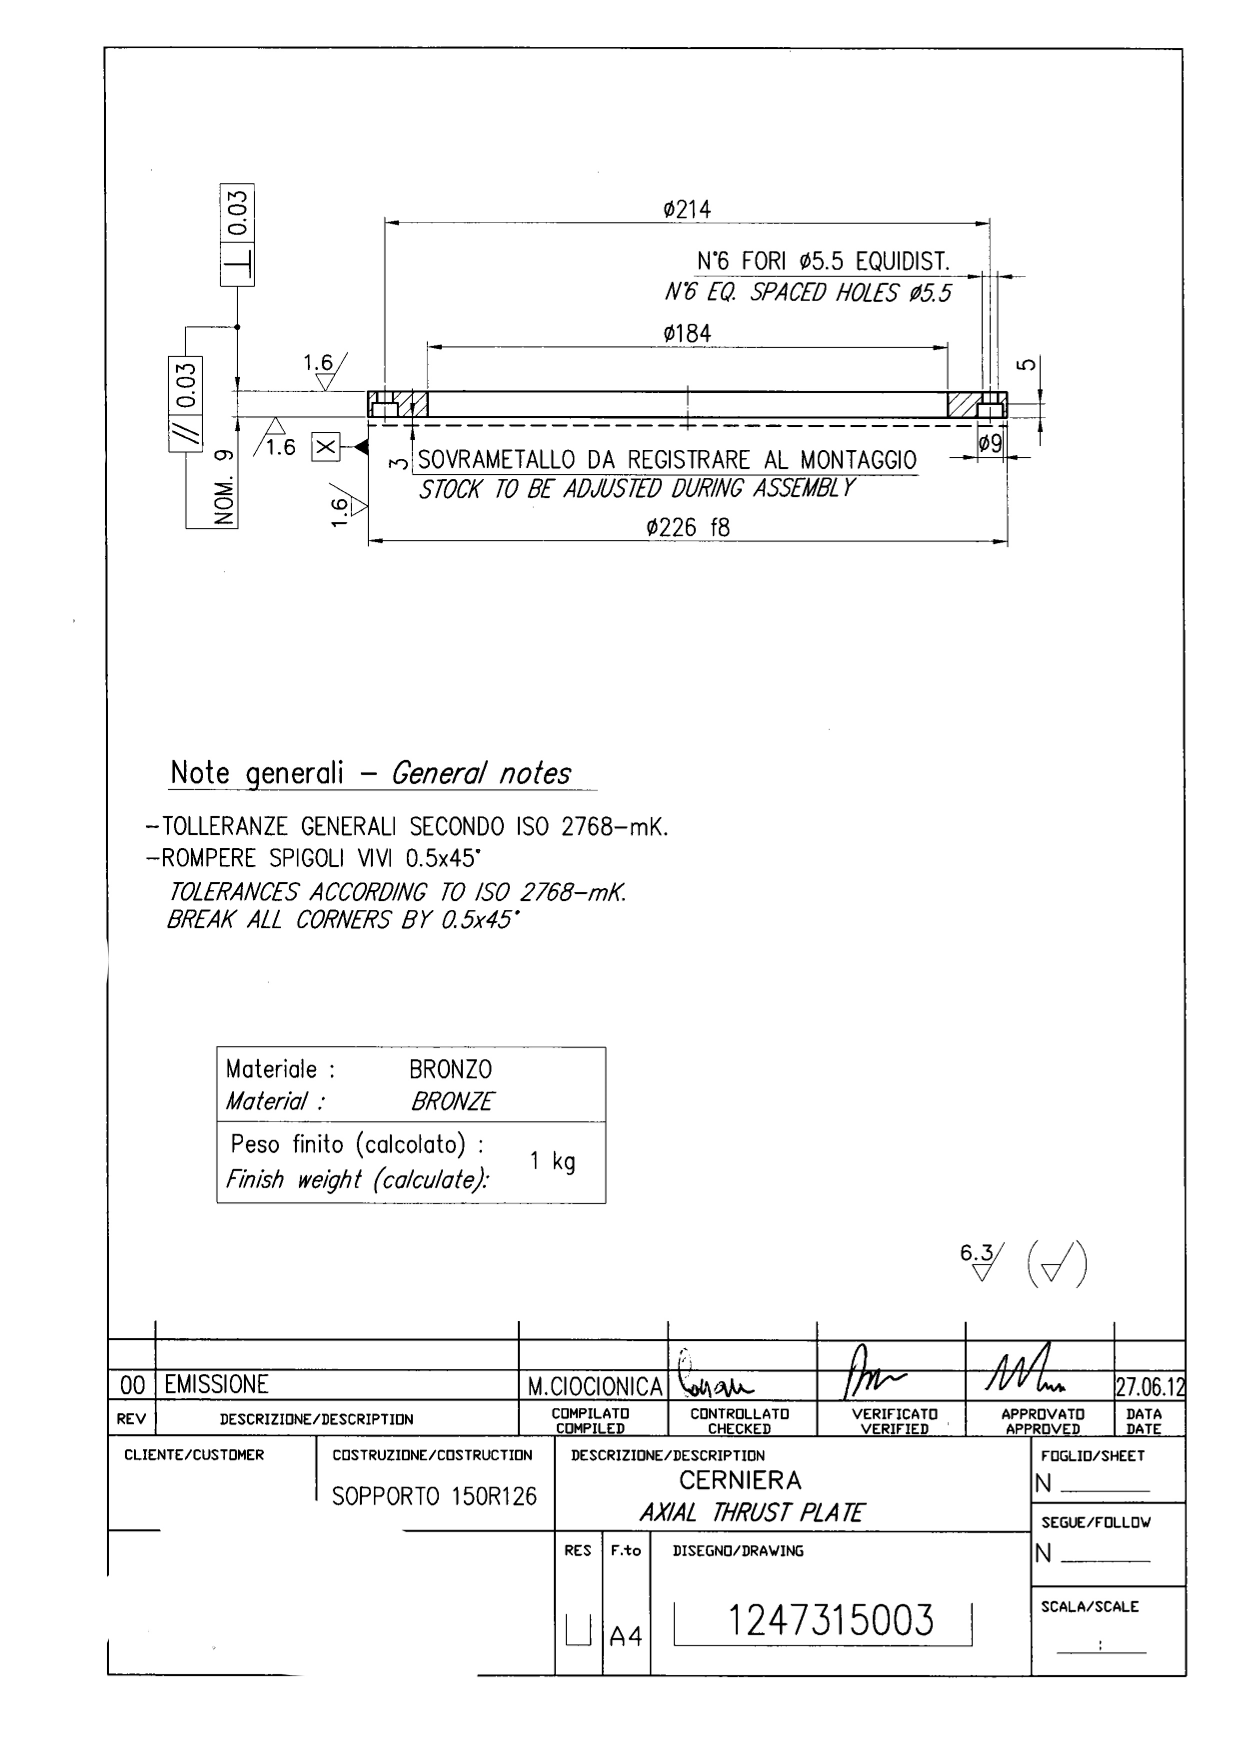 ⊥ 0.03
ø214
N°6 FORI ø5.5 EQUIDIST.
N°6 EQ. SPACED HOLES ø5.5
ø184
1.6
5
// 0.03
1.6
X
ø9
NOM. 9
3
SOVRAMETALLO DA REGISTRARE AL MONTAGGIO
STOCK TO BE ADJUSTED DURING ASSEMBLY
1.6
ø226 f8
Note generali – General notes
-TOLLERANZE GENERALI SECONDO ISO 2768-mK.
-ROMPERE SPIGOLI VIVI 0.5x45°
TOLERANCES ACCORDING TO ISO 2768-mK.
BREAK ALL CORNERS BY 0.5x45°
Materiale : BRONZO
Material : BRONZE
Peso finito (calcolato) :
1 kg
Finish weight (calculate):
6.3
00 EMISSIONE M.CIOCIONICA 27.06.12
REV DESCRIZIONE/DESCRIPTION COMPILATO CONTROLLATO VERIFICATO APPROVATO DATA
COMPILED CHECKED VERIFIED APPROVED DATE
CLIENTE/CUSTOMER COSTRUZIONE/COSTRUCTION DESCRIZIONE/DESCRIPTION FOGLIO/SHEET
CERNIERA
N
SOPPORTO 150R126
AXIAL THRUST PLATE
SEGUE/FOLLOW
RES F.to DISEGNO/DRAWING
N
SCALA/SCALE
1247315003
A4
: